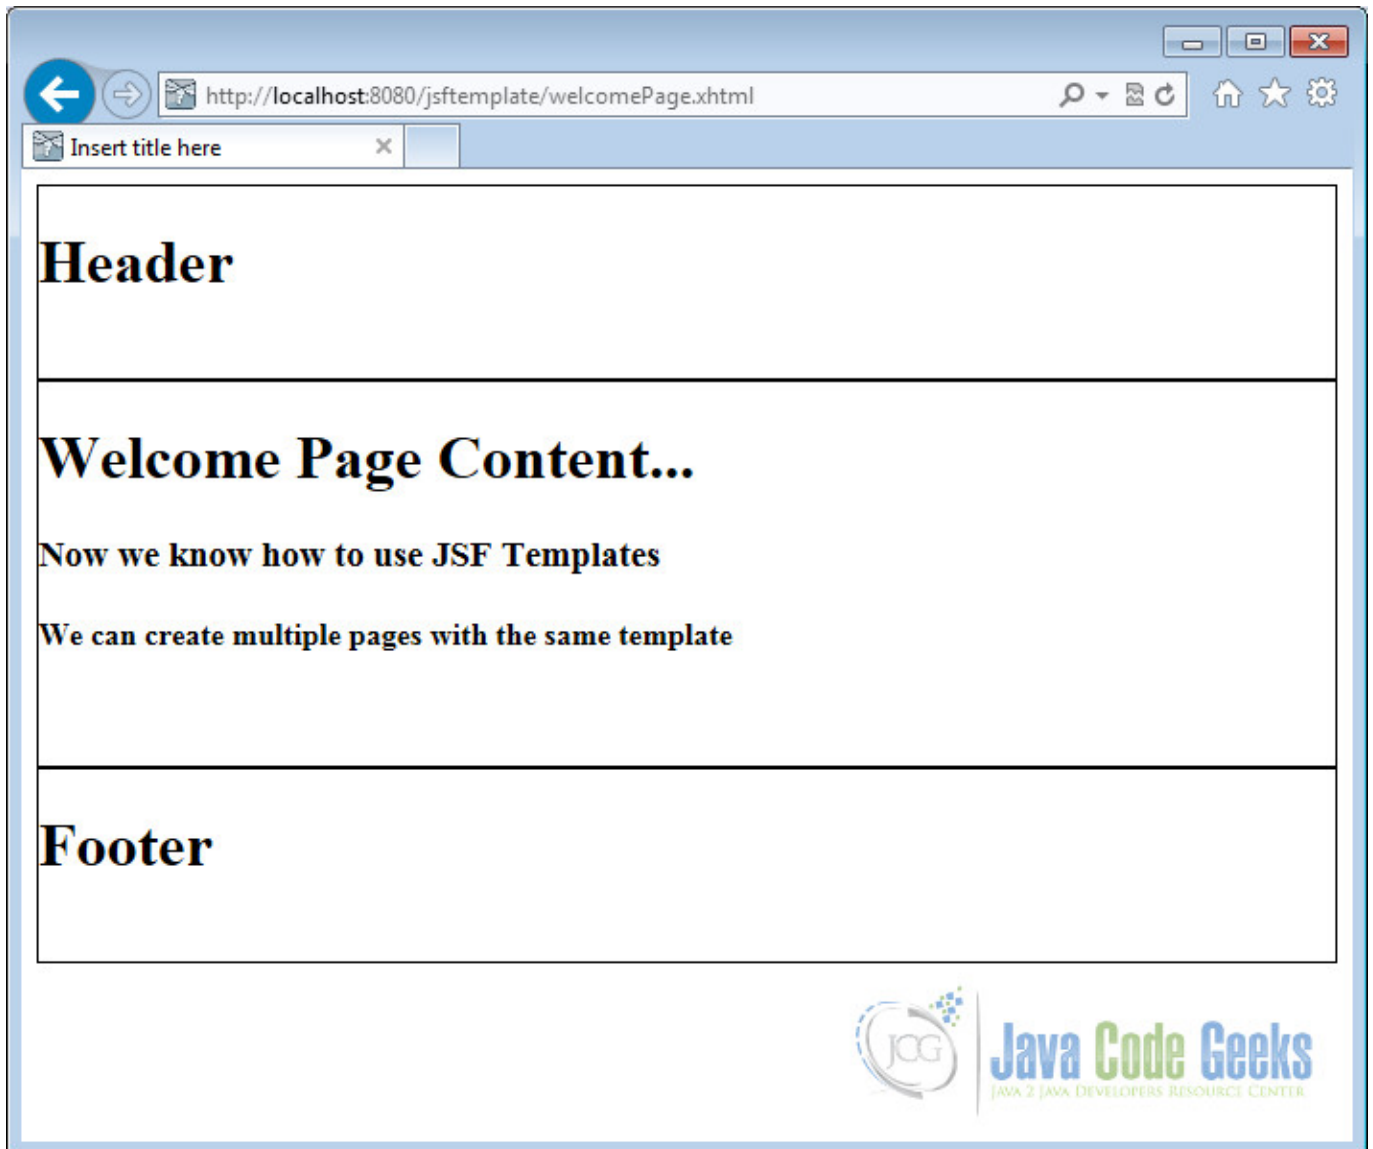 http://localhost:8080/jsftemplate/welcomePage.xhtml
Insert title here
Header
Welcome Page Content...
Now we know how to use JSF Templates
We can create multiple pages with the same template
Footer
JCG
Java Code Geeks
JAVA 2 JAVA DEVELOPERS RESOURCE CENTER